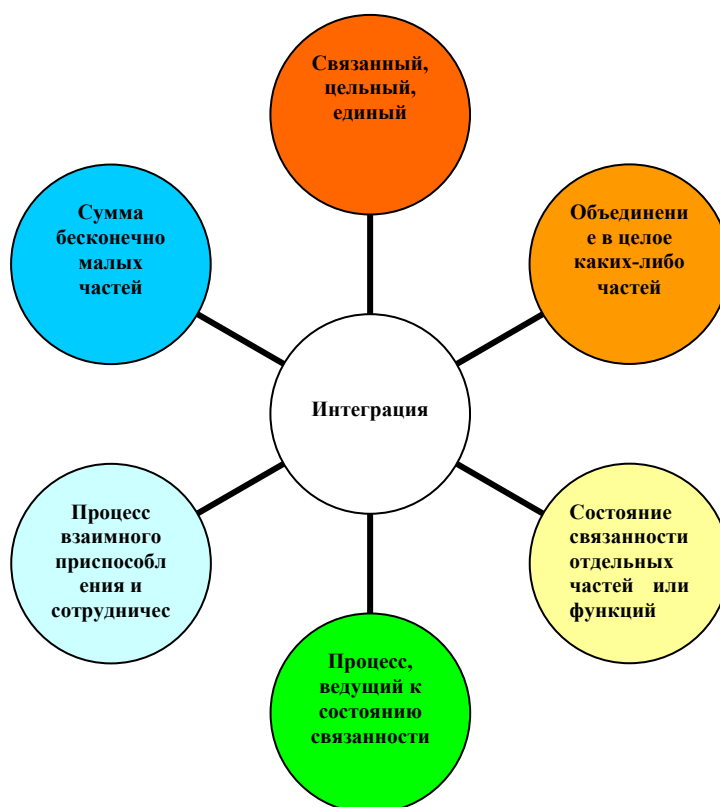 Связанный,
цельный,
единый
Сумма
бесконечно
малых
частей
Объединени
е в целое
каких-либо
частей
Интеграция
Процесс
взаимного
приспособл
ения и
сотрудничес
Состояние
связанности
отдельных
частей или
функций
Процесс,
ведущий к
состоянию
связанности